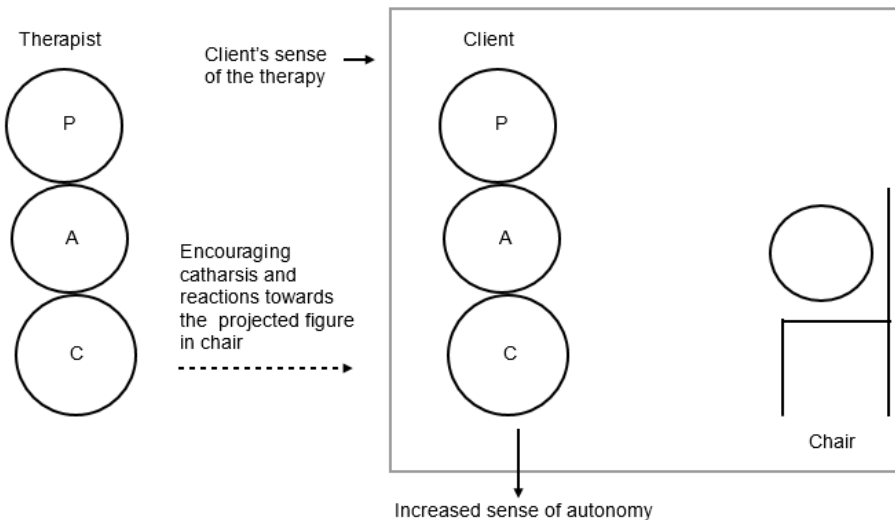 Therapist
Client's sense
of the therapy
Client
P
P
A
A
Encouraging
catharsis and
reactions towards
the projected figure
in chair
C
C
Chair
Increased sense of autonomy